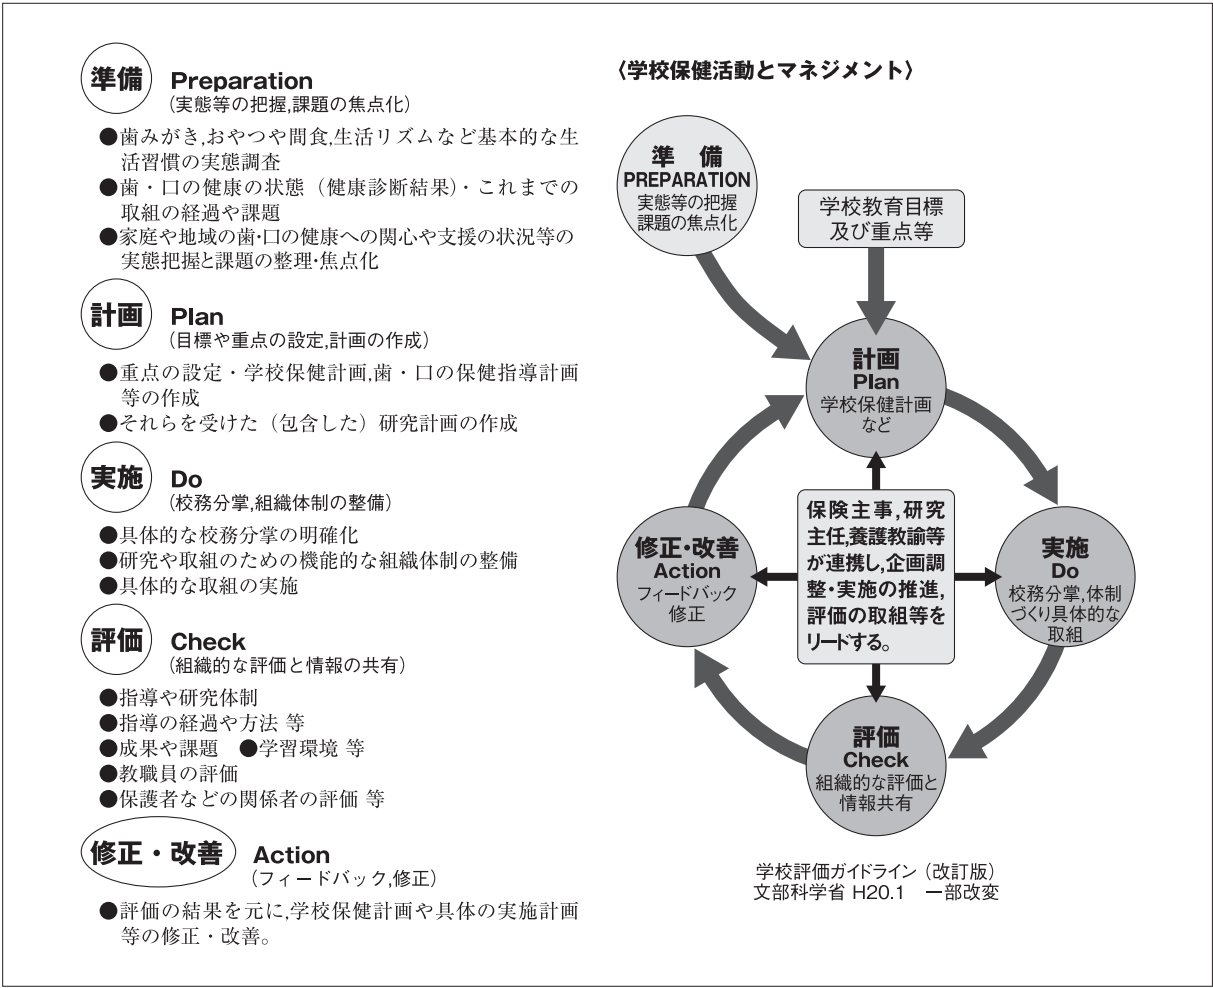 準備 Preparation
(実態等の把握,課題の焦点化)
●歯みがき,おやつや間食,生活リズムなど基本的な生
活習慣の実態調査
●歯・口の健康の状態（健康診断結果）・これまでの
取組の経過や課題
●家庭や地域の歯・口の健康への関心や支援の状況等の
実態把握と課題の整理・焦点化
計画 Plan
(目標や重点の設定,計画の作成)
●重点の設定・学校保健計画,歯・口の保健指導計画
等の作成
●それらを受けた（包含した）研究計画の作成
実施 Do
(校務分掌,組織体制の整備)
●具体的な校務分掌の明確化
●研究や取組のための機能的な組織体制の整備
●具体的な取組の実施
評価 Check
(組織的な評価と情報の共有)
●指導や研究体制
●指導の経過や方法 等
●成果や課題 ●学習環境 等
●教職員の評価
●保護者などの関係者の評価 等
修正・改善 Action
(フィードバック,修正)
●評価の結果を元に,学校保健計画や具体の実施計画
等の修正・改善。
〈学校保健活動とマネジメント〉
準 備
PREPARATION
実態等の把握
課題の焦点化
学校教育目標
及び重点等
計画
Plan
学校保健計画
など
保険主事,研究
主任,養護教諭等
が連携し,企画調
整・実施の推進,
評価の取組等を
リードする。
修正・改善
Action
フィードバック
修正
実施
Do
校務分掌,体制
づくり具体的な
取組
評価
Check
組織的な評価と
情報共有
学校評価ガイドライン（改訂版）
文部科学省 H20.1 一部改変